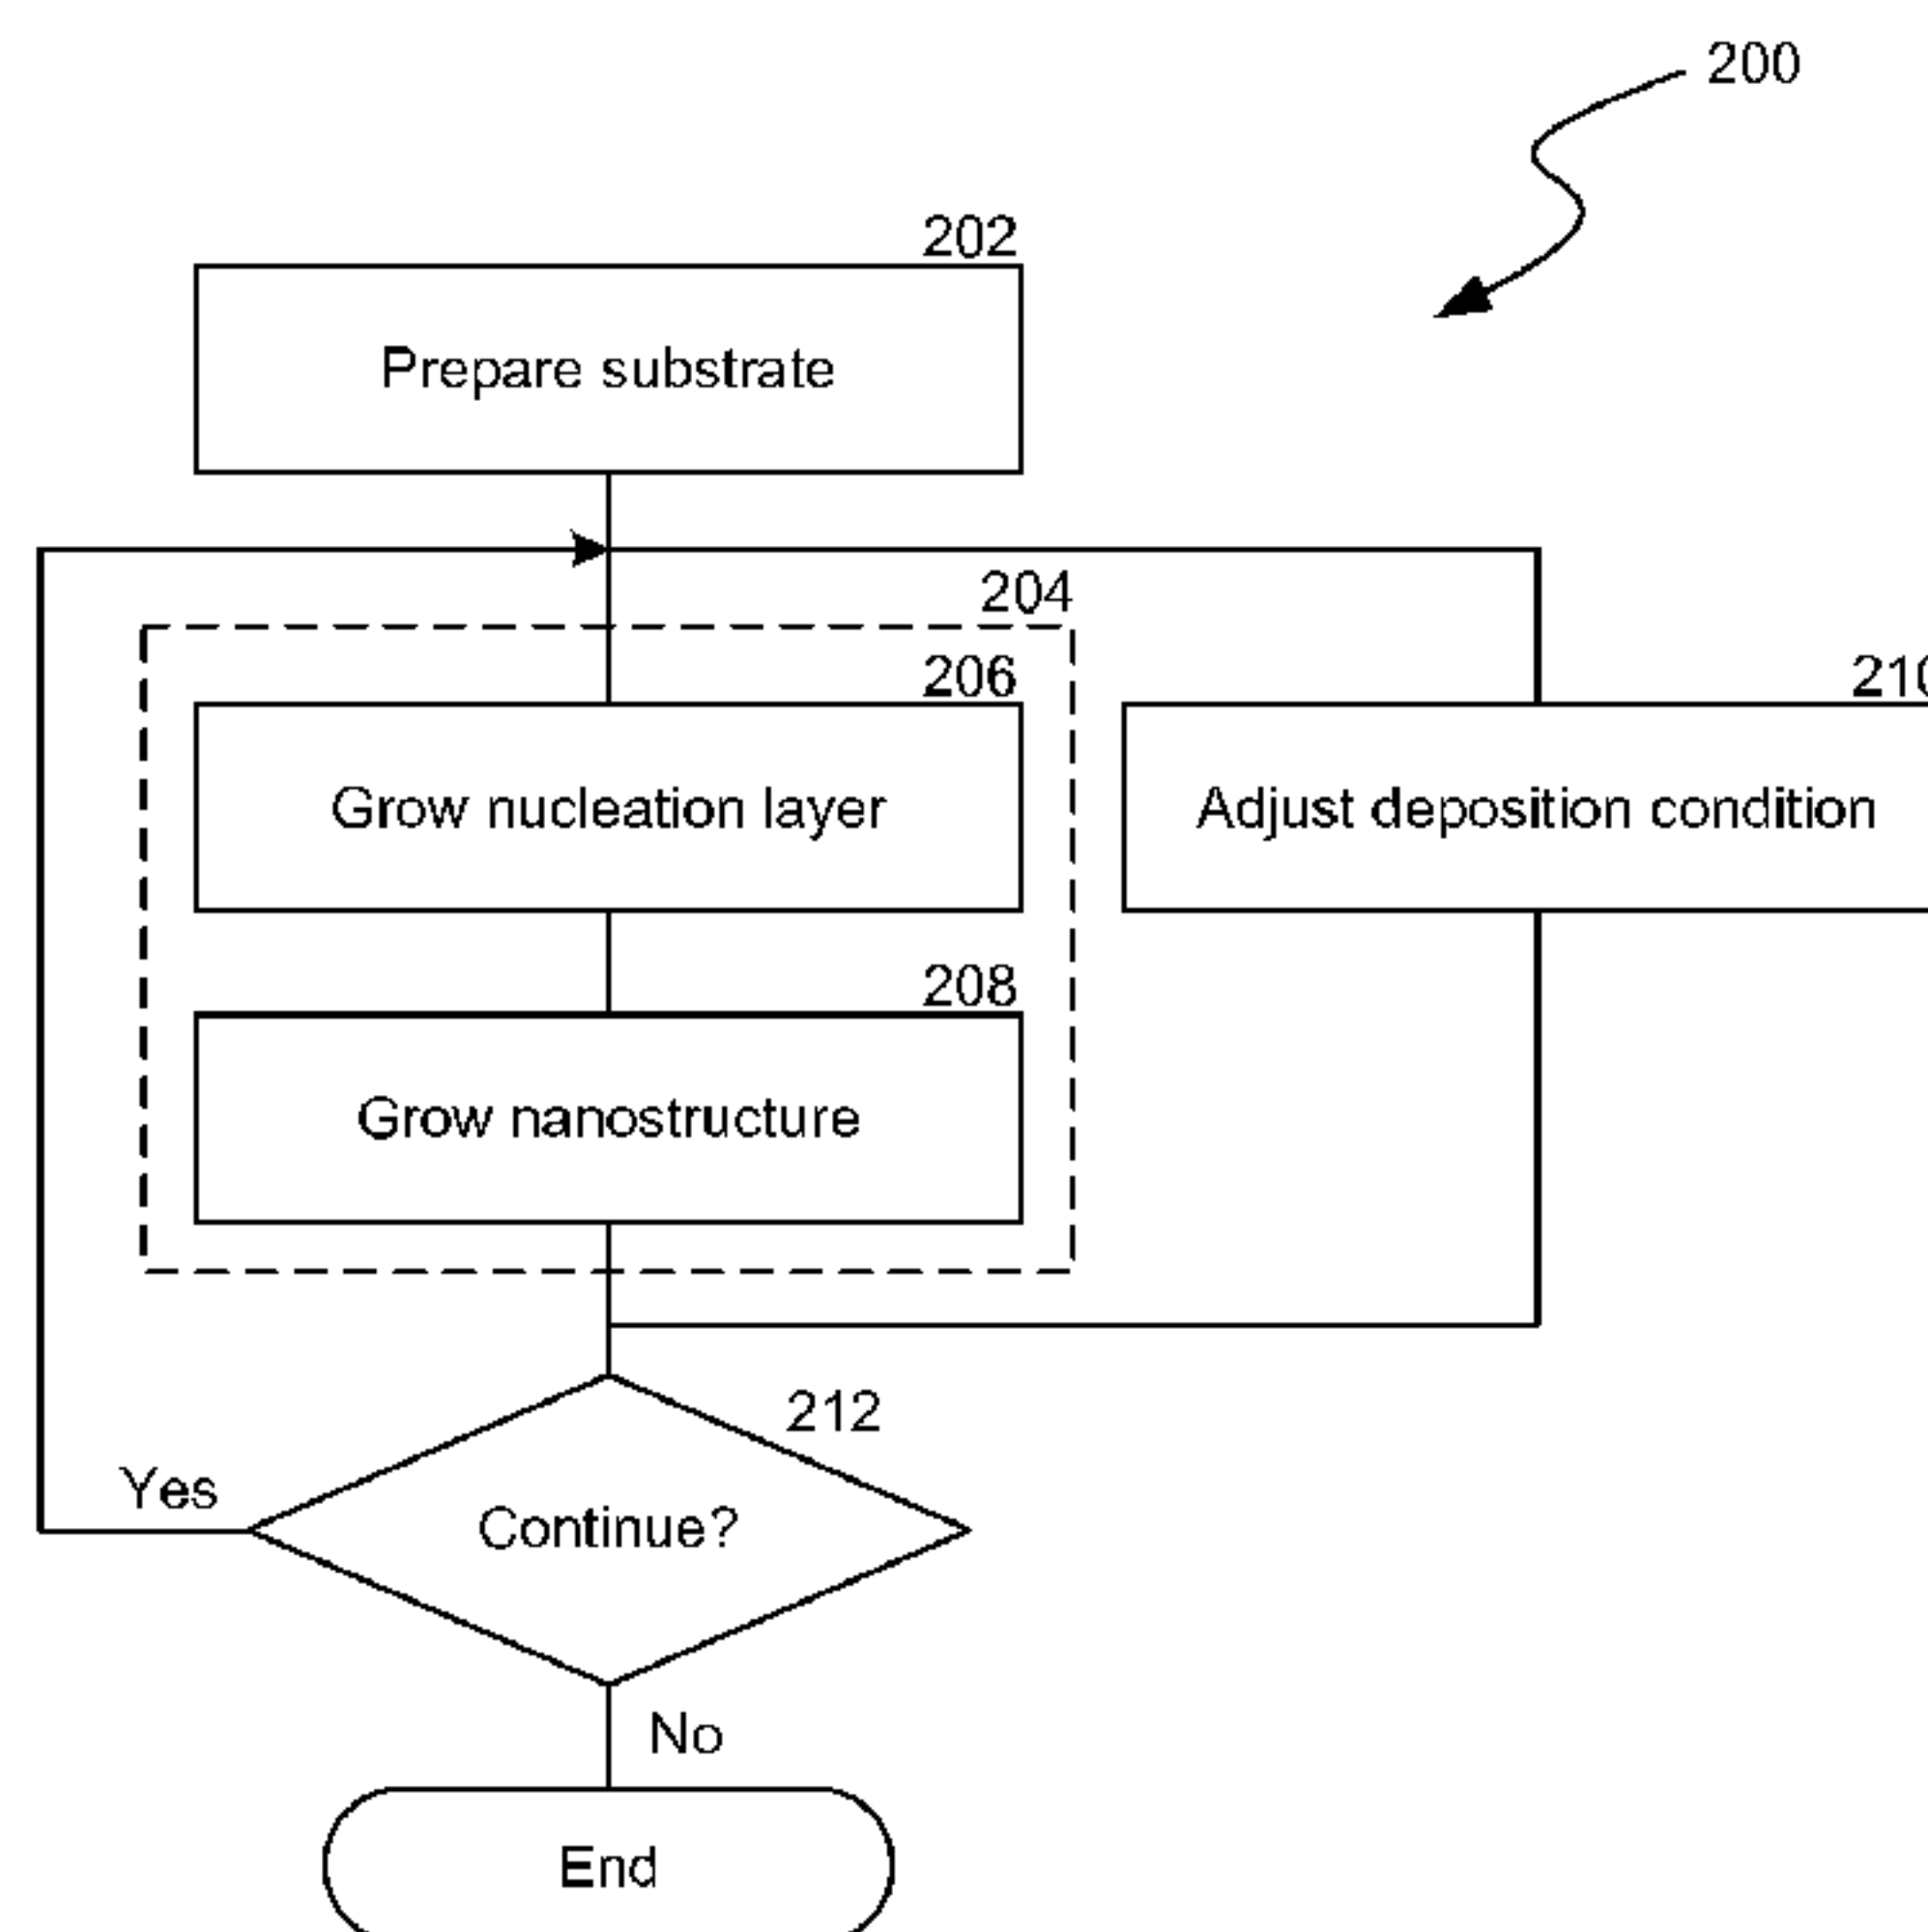 200
202
Prepare substrate
204
206
Grow nucleation layer
210
Adjust deposition condition
208
Grow nanostructure
212
Continue?
Yes
No
End